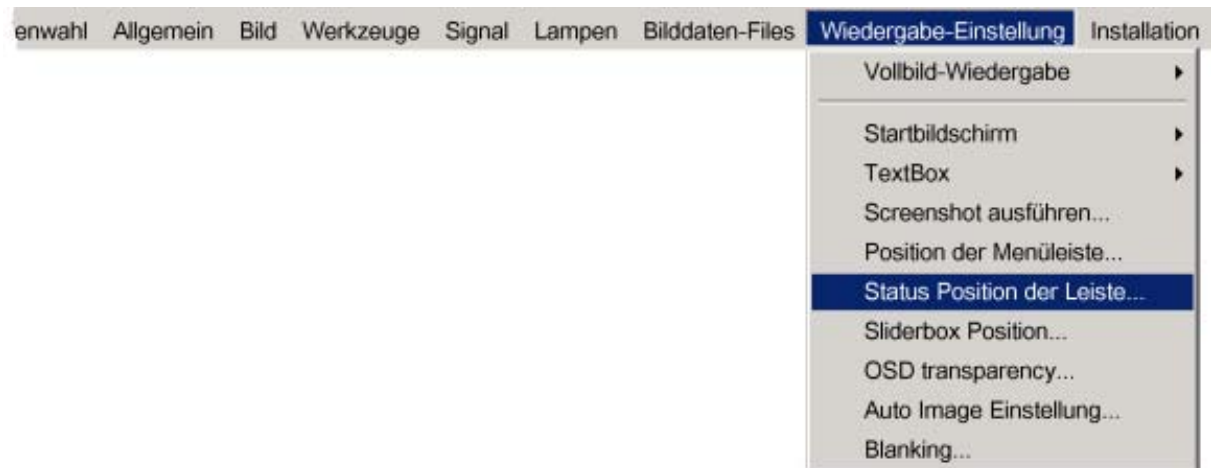 enwahl Allgemein Bild Werkzeuge Signal Lampen Bilddaten-Files Wiedergabe-Einstellung Installation
Vollbild-Wiedergabe
Startbildschirm
TextBox
Screenshot ausführen...
Position der Menüleiste...
Status Position der Leiste...
Sliderbox Position...
OSD transparency...
Auto Image Einstellung...
Blanking...